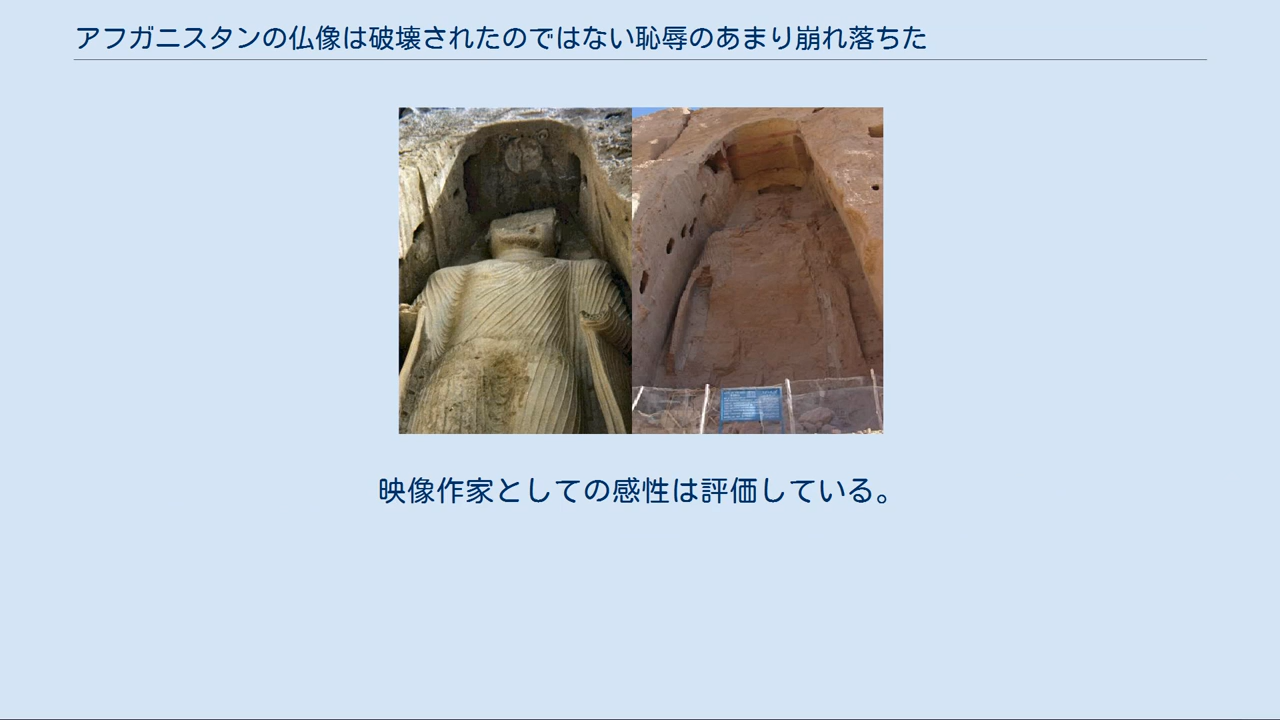 アフガニスタンの仏像は破壊されたのではない恥辱のあまり崩れ落ちた
映像作家としての感性は評価している。